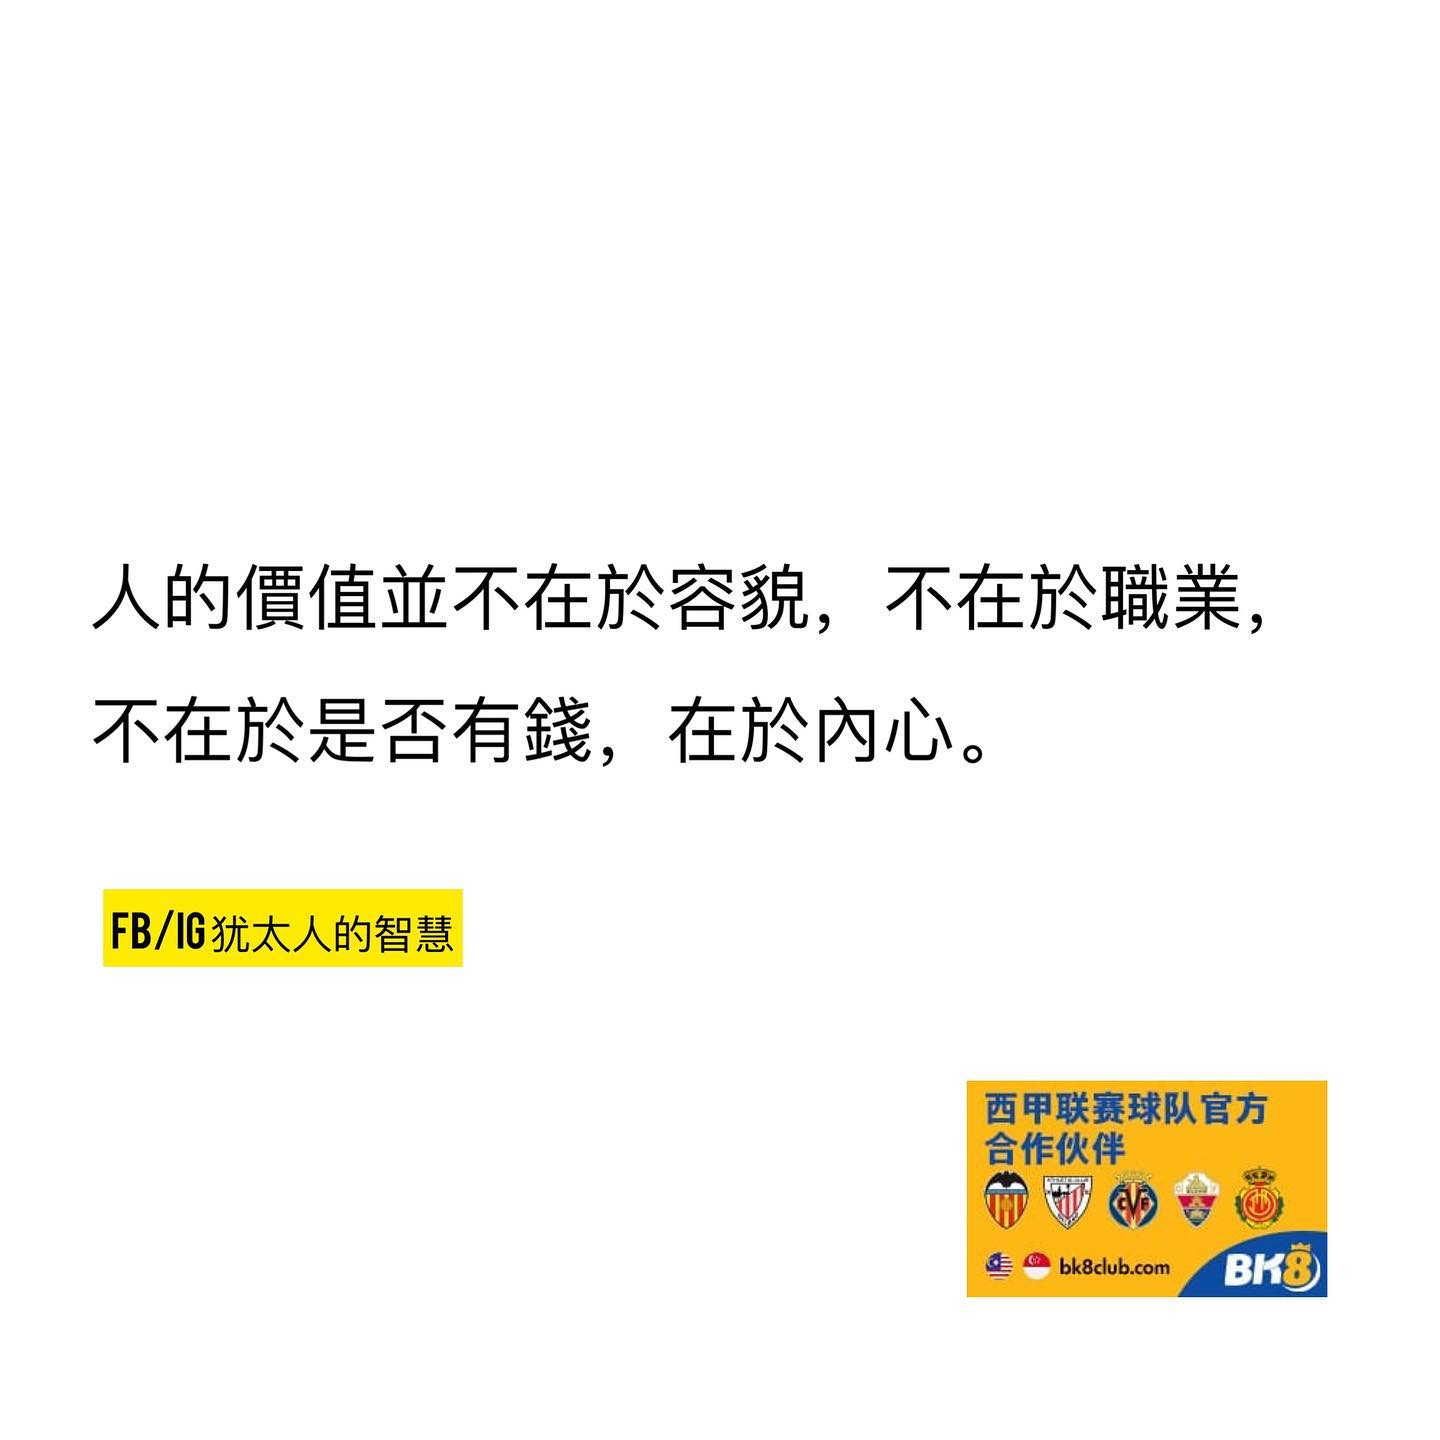 人的價值並不在於容貌，不在於職業，
不在於是否有錢，在於內心。
FB/IG犹太人的智慧
西甲联赛球队官方
合作伙伴
bk8club.com
BK8